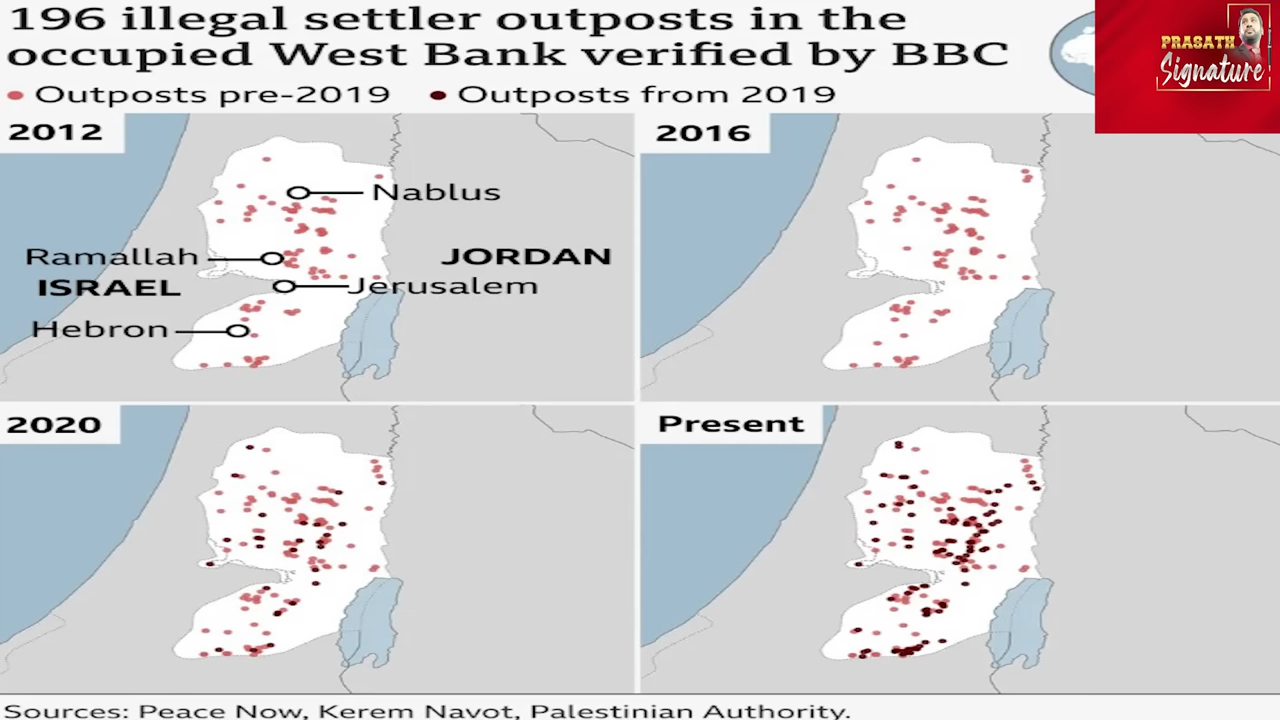 196 illegal settler outposts in the
occupied West Bank verified by BBC
PRASATH
Signature
Outposts pre-2019 Outposts from 2019
2012
2016
Nablus
Ramallah
JORDAN
ISRAEL
Jerusalem
Hebron
2020
Present
Sources: Peace Now, Kerem Navot, Palestinian Authority.